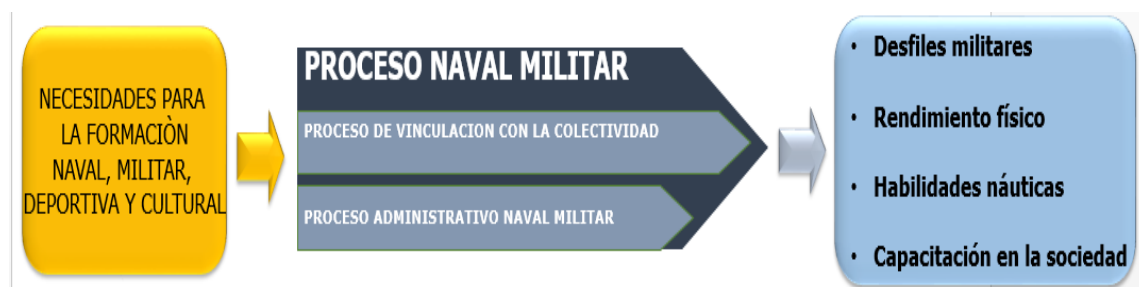 NECESIDADES PARA
LA FORMACIÒN
NAVAL, MILITAR,
DEPORTIVA Y CULTURAL
PROCESO NAVAL MILITAR
PROCESO DE VINCULACION CON LA COLECTIVIDAD
PROCESO ADMINISTRATIVO NAVAL MILITAR
• Desfiles militares
• Rendimiento físico
• Habilidades náuticas
• Capacitación en la sociedad